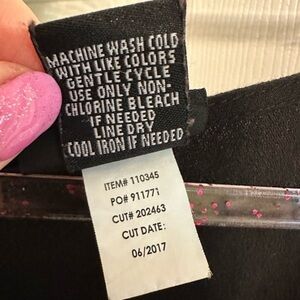 MACHINE WASH COLD
WITH LIKE COLORS
GENTLE CYCLE
USE ONLY NON-
CHLORINE BLEACH
IF NEEDED
LINE DRY
COOL IRON IF NEEDED
ITEM# 110345
PO# 911771
CUT# 202463
CUT DATE:
06/2017